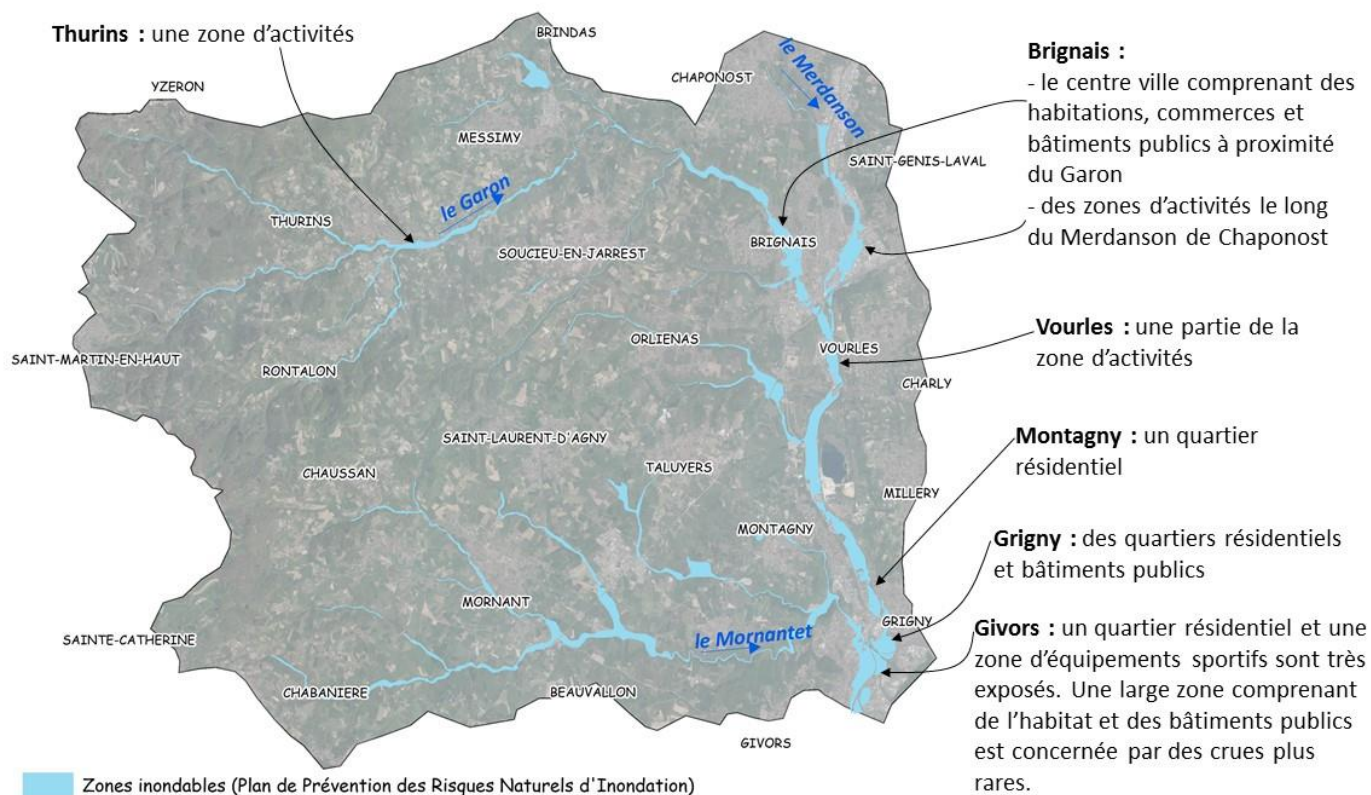 Thurins : une zone d'activités
BRINDAS
YZERON
CHAPONOST
le Merdanson
MESSIMY
SAINT-GENIS-LAVAL
le Garon
THURINS
BRIGNAIS
SOUCIEU-EN-JARREST
ORLIENAS
VOURLES
SAINT-MARTIN-EN-HAUT
RONTALON
CHARLY
SAINT-LAURENT-D'AGNY
CHAUSSAN
TALUYERS
MILLERY
MONTAGNY
MORNANT
GRIGNY
SAINTE-CATHERINE
le Mornantet
CHABANIERE
BEAUVALLON
GIVORS
Brignais :
- le centre ville comprenant des
habitations, commerces et
bâtiments publics à proximité
du Garon
- des zones d'activités le long
du Merdanson de Chaponost
Vourles : une partie de la
zone d'activités
Montagny : un quartier
résidentiel
Grigny : des quartiers résidentiels
et bâtiments publics
Givors : un quartier résidentiel et une
zone d'équipements sportifs sont très
exposés. Une large zone comprenant
de l'habitat et des bâtiments publics
est concernée par des crues plus
rares.
Zones inondables (Plan de Prévention des Risques Naturels d'Inondation)